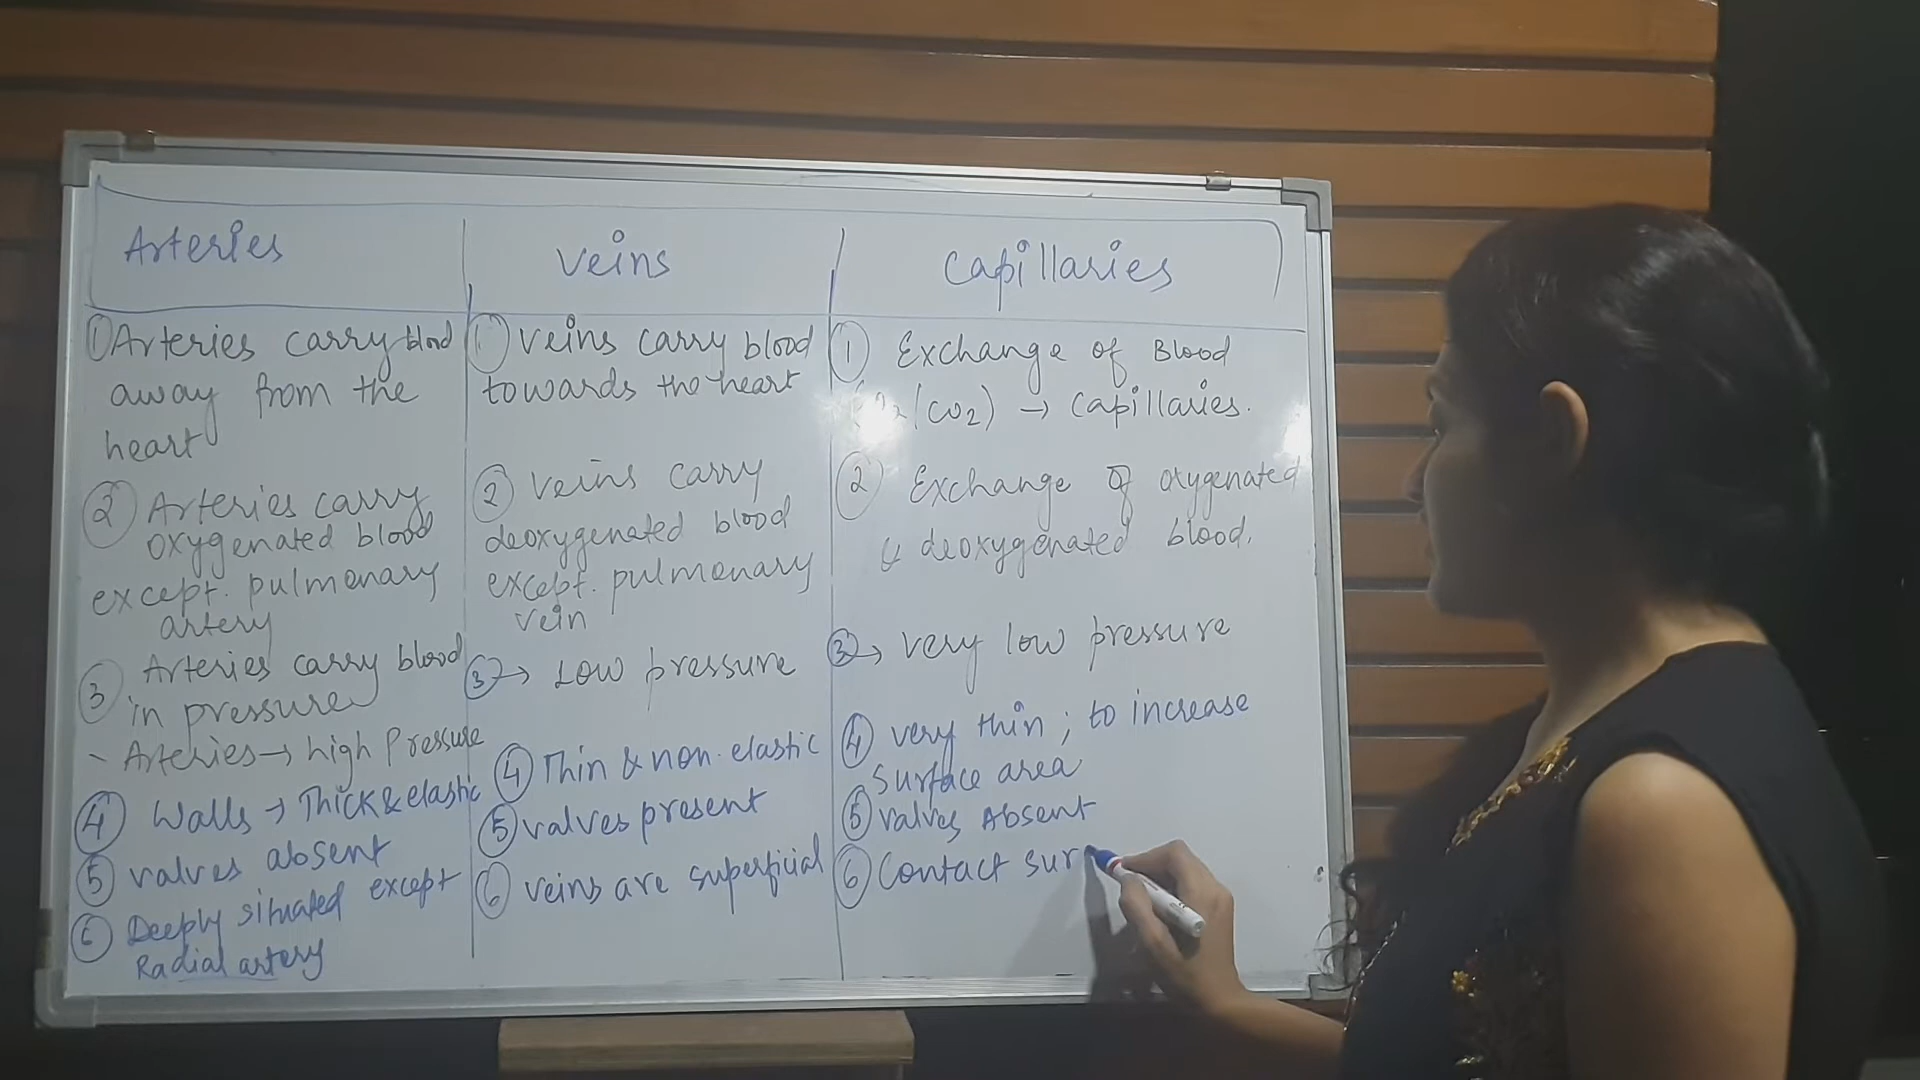 Arteries
① Arteries carry blood
away from the
heart
② Arteries carry
oxygenated blood
except. pulmonary
artery
③ Arteries carry blood
in pressure
- Arteries → high Pressure
④ Walls → Thick & elastic
⑤ valves absent
⑥ Deeply situated except
Radial artery
Veins
① veins carry blood
towards the heart
② veins carry
deoxygenated blood
except. pulmonary
vein
③ → Low pressure
④ Thin & non-elastic
⑤ valves present
⑥ veins are superficial
Capillaries
① Exchange of Blood
(CO2) → capillaries.
② Exchange of oxygenated
& deoxygenated blood.
③ → very low pressure
④ very thin ; to increase
surface area
⑤ valves Absent
⑥ Contact sur